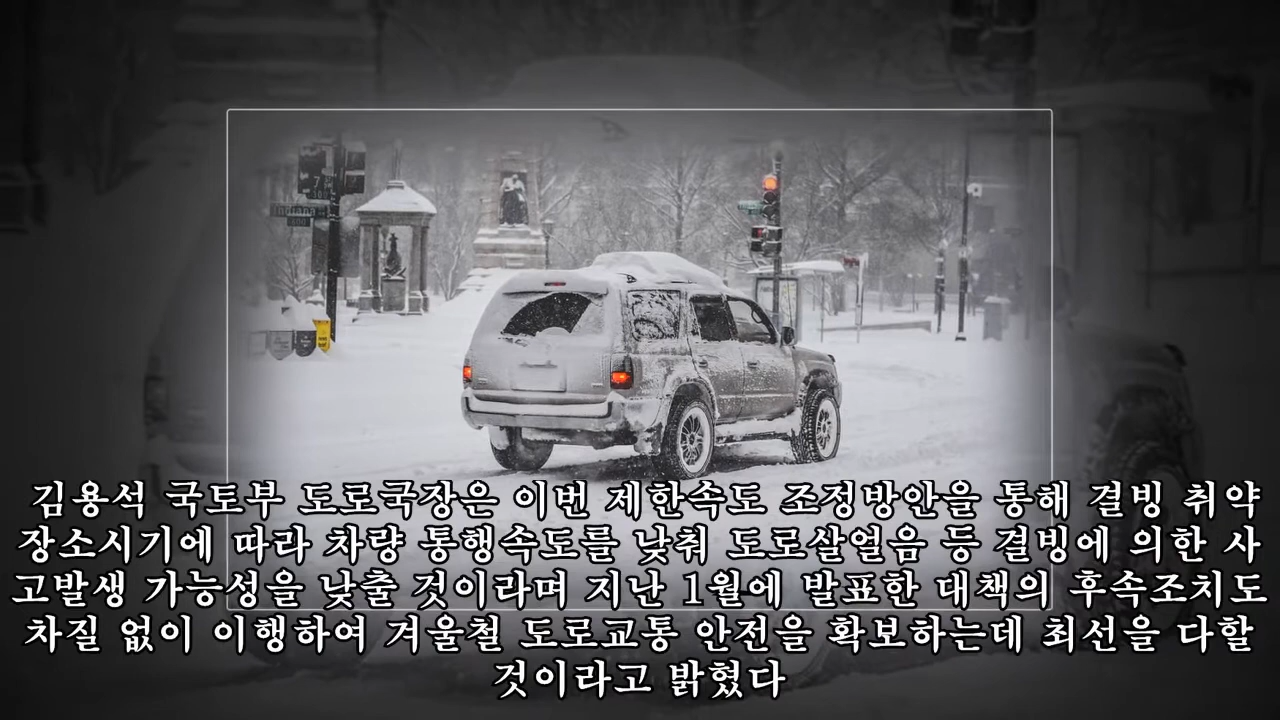 Indiana
김용석 국토부 도로국장은 이번 제한속도 조정방안을 통해 결빙 취약
장소시기에 따라 차량 통행속도를 낮춰 도로살얼음 등 결빙에 의한 사
고발생 가능성을 낮출 것이라며 지난 1월에 발표한 대책의 후속조치도
차질 없이 이행하여 겨울철 도로교통 안전을 확보하는데 최선을 다할
것이라고 밝혔다